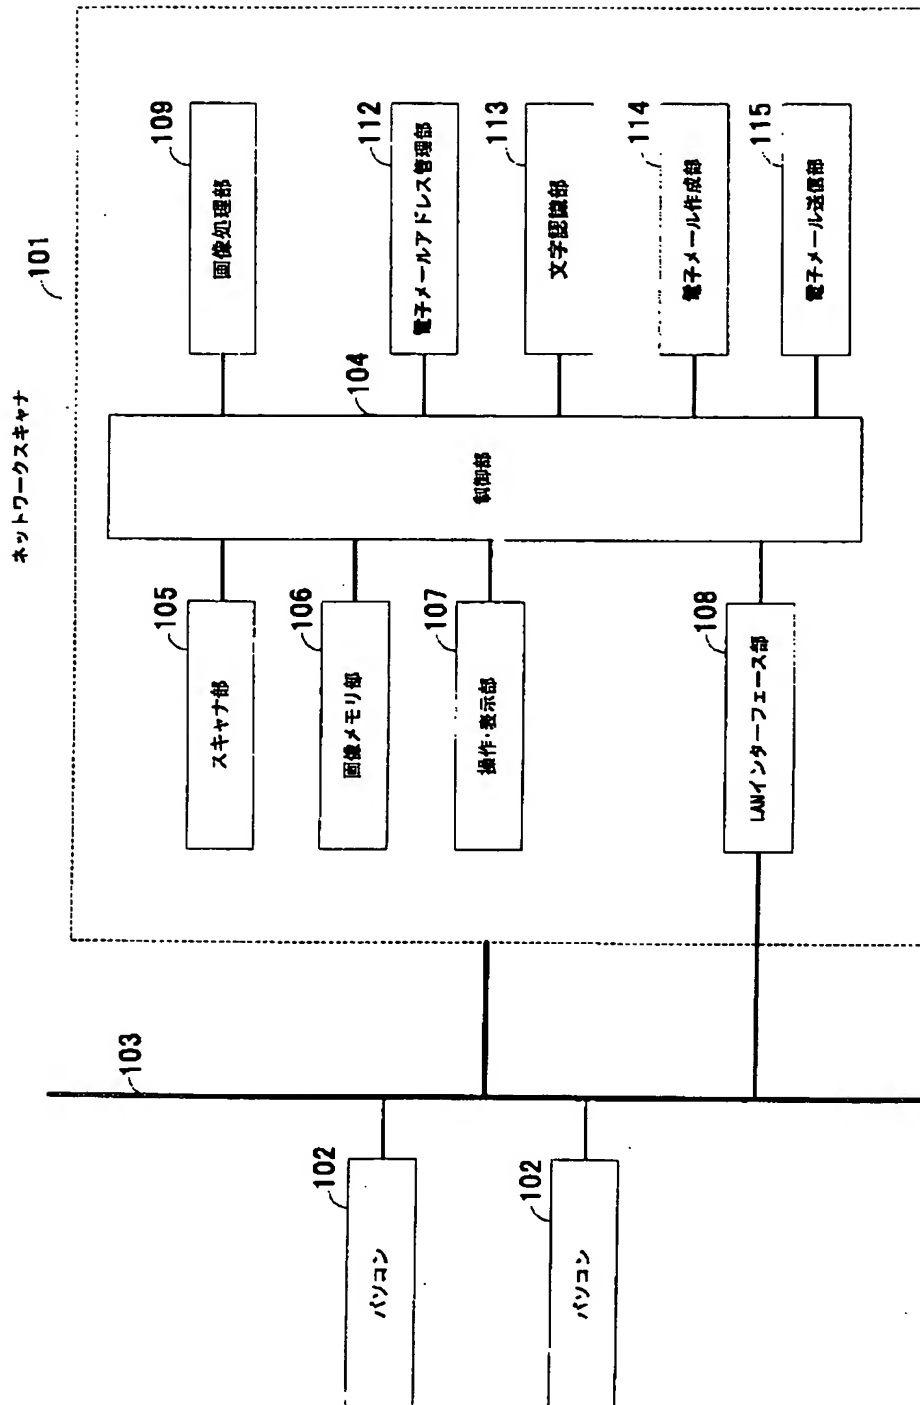 ネットワークスキャナ
101
109
画像処理部
112
電子メールアドレス管理部
113
文字認識部
114
電子メール作成部
115
電子メール送信部
104
制御部
105
スキャナ部
106
画像メモリ部
107
操作・表示部
108
LANインターフェース部
103
102
パソコン
102
パソコン